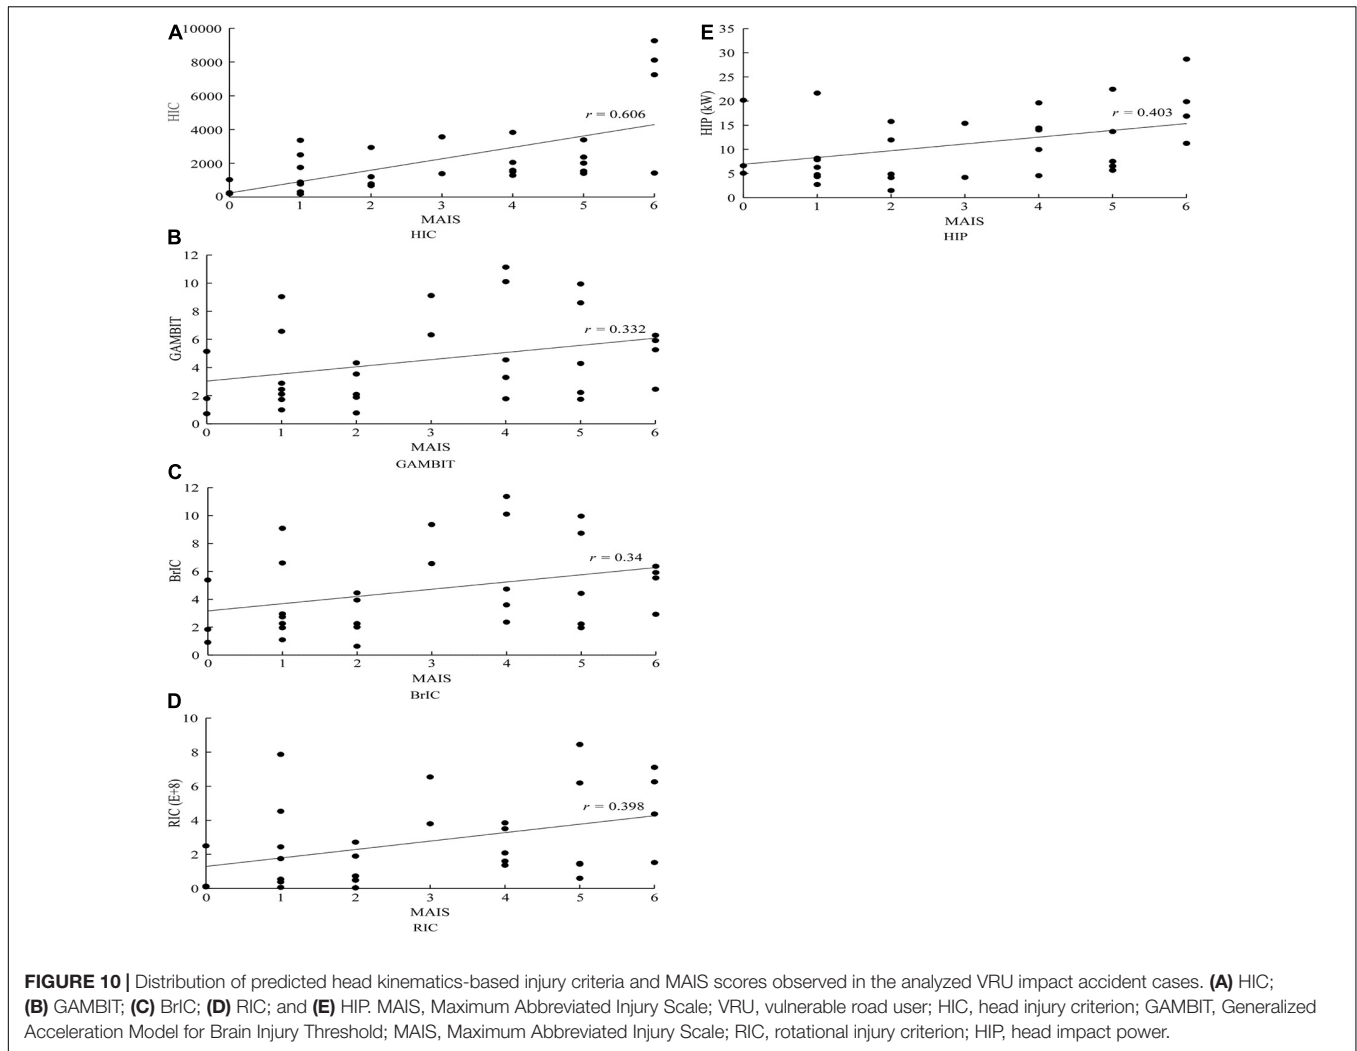 A
10000
8000
6000
4000
2000
0
HIC
r = 0.606
0 1 2 3 4 5 6
MAIS
HIC
B
12
10
8
6
4
2
0
GAMBIT
r = 0.332
0 1 2 3 4 5 6
MAIS
GAMBIT
C
12
10
8
6
4
2
0
BrIC
r = 0.34
0 1 2 3 4 5 6
MAIS
BrIC
D
10
8
6
4
2
0
RIC (E+8)
r = 0.398
0 1 2 3 4 5 6
MAIS
RIC
E
35
30
25
20
15
10
5
0
HIP (kW)
r = 0.403
0 1 2 3 4 5 6
MAIS
HIP
FIGURE 10 | Distribution of predicted head kinematics-based injury criteria and MAIS scores observed in the analyzed VRU impact accident cases. (A) HIC;
(B) GAMBIT; (C) BrIC; (D) RIC; and (E) HIP. MAIS, Maximum Abbreviated Injury Scale; VRU, vulnerable road user; HIC, head injury criterion; GAMBIT, Generalized
Acceleration Model for Brain Injury Threshold; MAIS, Maximum Abbreviated Injury Scale; RIC, rotational injury criterion; HIP, head impact power.